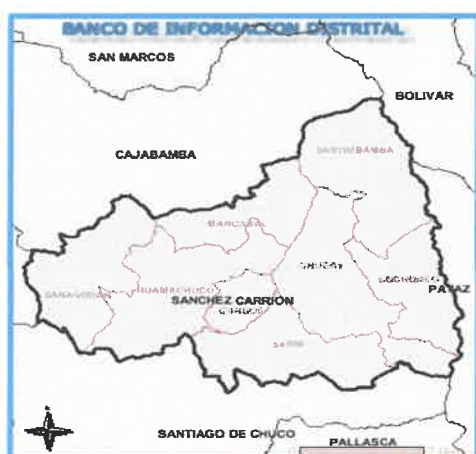 BANCO DE INFORMACION DISTRITAL
SAN MARCOS
BOLIVAR
CAJABAMBA
SARTIMBAMBA
MARCABAL
CHUGAY
COCHORCO
PATAZ
SANAGORAN
HUAMACHUCO
SANCHEZ CARRION
CURGOS
SARIN
SANTIAGO DE CHUCO
PALLASCA